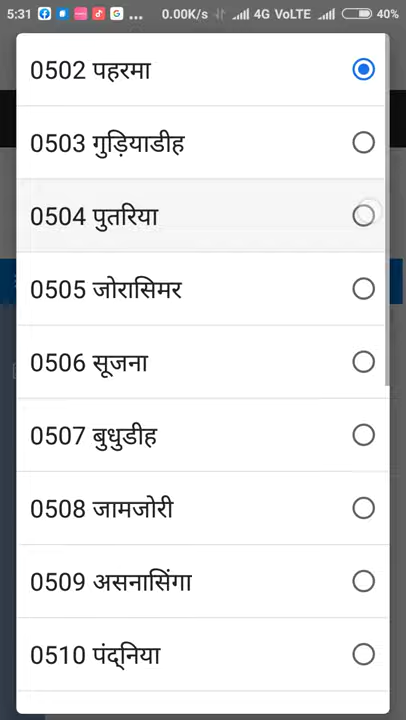 5:31 ... 0.00K/s 4G VoLTE 40%
0502 पहरमा
0503 गुड़ियाडीह
0504 पुतरिया
0505 जोरासिमर
0506 सूजना
0507 बुधुडीह
0508 जामजोरी
0509 असनासिंगा
0510 पंद्निया